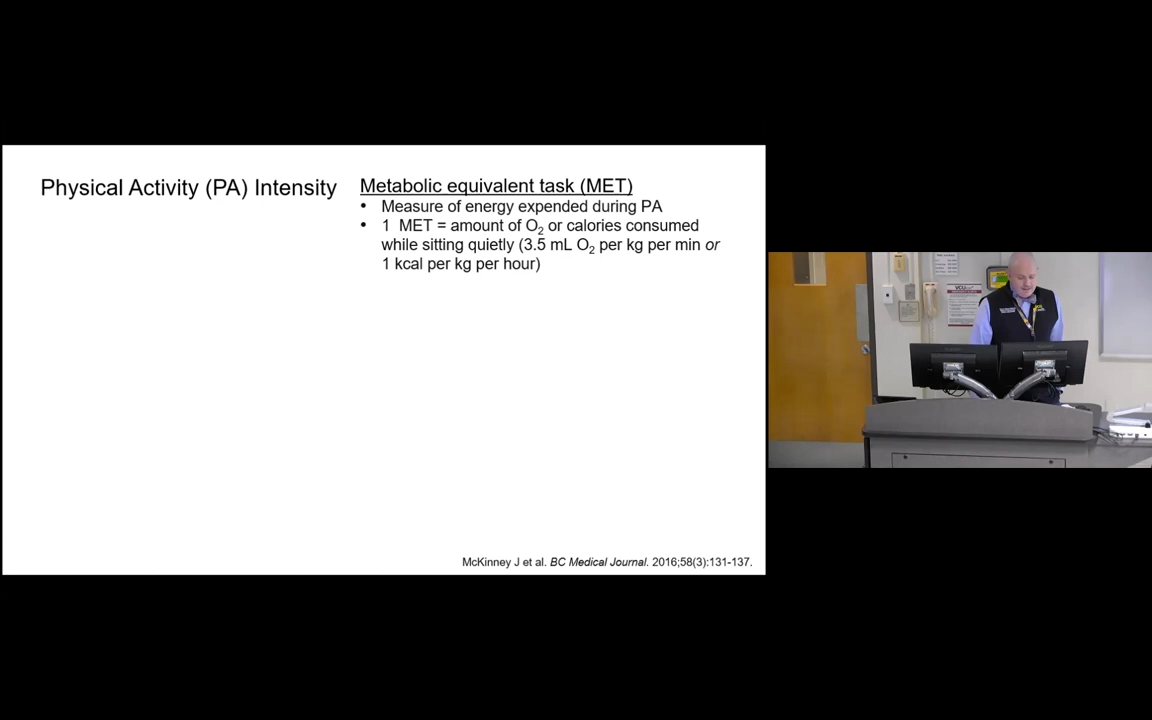 Physical Activity (PA) Intensity
Metabolic equivalent task (MET)
• Measure of energy expended during PA
• 1 MET = amount of O₂ or calories consumed
while sitting quietly (3.5 mL O₂ per kg per min or
1 kcal per kg per hour)
McKinney J et al. BC Medical Journal. 2016;58(3):131-137.
VCU